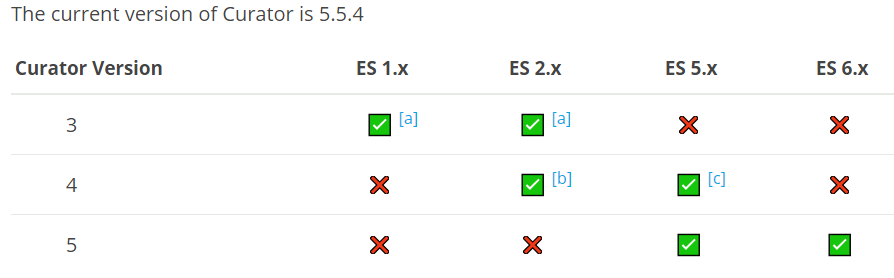 The current version of Curator is 5.5.4
Curator Version ES 1.x ES 2.x ES 5.x ES 6.x
3 [a] [a]
4 [b] [c]
5